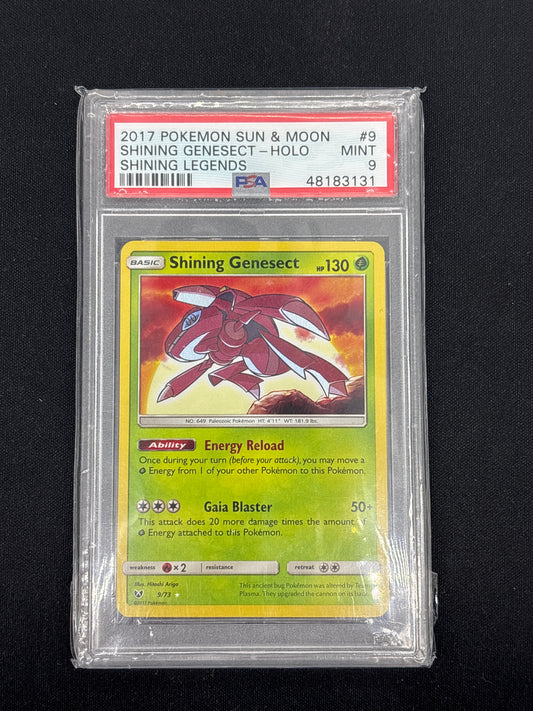 2017 POKEMON SUN & MOON #9
SHINING GENESECT - HOLO MINT
SHINING LEGENDS 9
PSA 48183131
BASIC Shining Genesect HP 130
NO. 649 Paleozoic Pokémon HT: 4'11" WT: 181.9 lbs.
Ability Energy Reload
Once during your turn (before your attack), you may move a
Energy from 1 of your other Pokémon to this Pokémon.
Gaia Blaster 50+
This attack does 20 more damage times the amount of
Energy attached to this Pokémon.
weakness ×2 resistance retreat
Illus. Hitoshi Ariga
9/73
©2017 Pokémon
This ancient bug Pokémon was altered by Team
Plasma. They upgraded the cannon on its back.